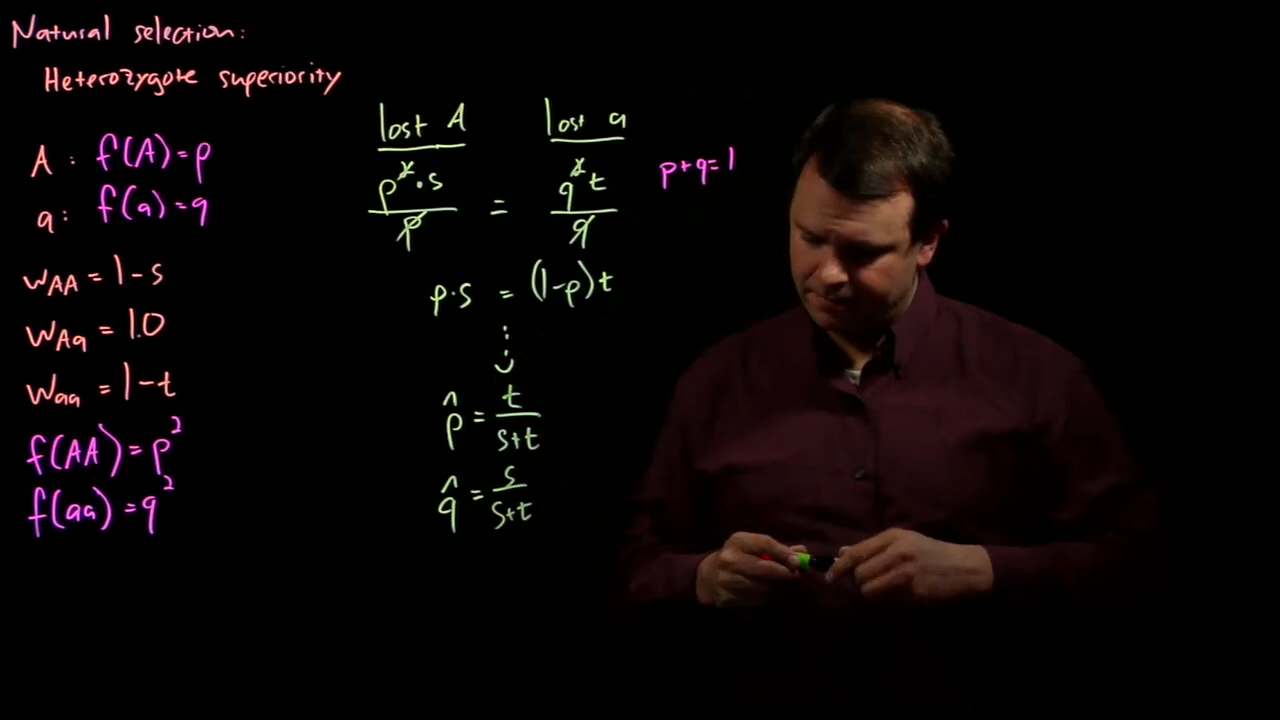 Natural selection:
Heterozygote superiority
A: f(A)=p
a: f(a)=q
wAA = 1-s
wAa = 1.0
waa = 1-t
f(AA)=p²
f(aa)=q²
lost A lost a
p²·s/p = q²t/q
p+q=1
p·s = (1-p)t
p̂ = t/s+t
q̂ = s/s+t